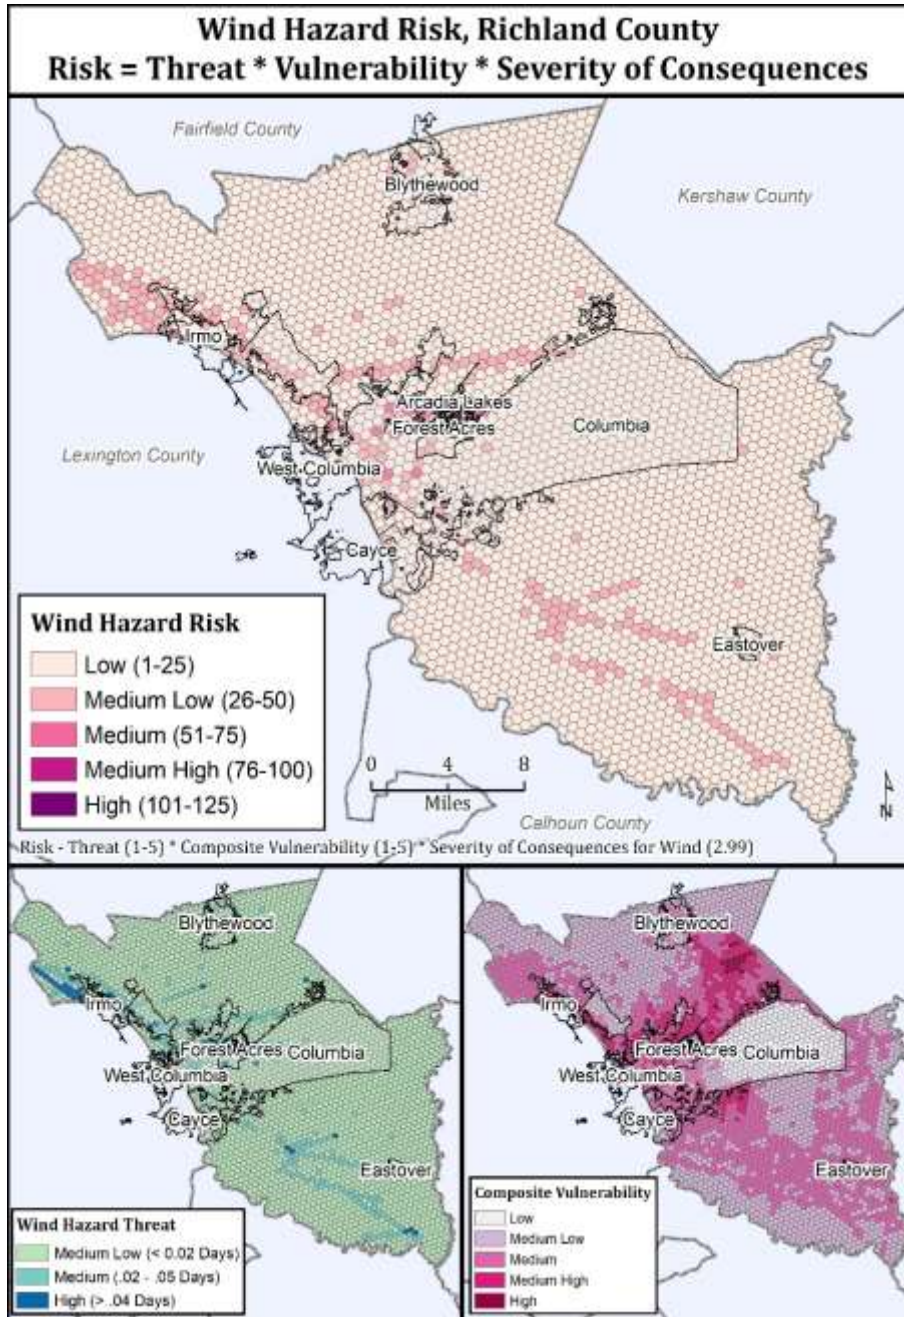 Wind Hazard Risk, Richland County
Risk = Threat * Vulnerability * Severity of Consequences
Fairfield County
Blythewood
Kershaw County
Irmo
Arcadia Lakes
Forest Acres
Columbia
Lexington County
West Columbia
Cayce
Eastover
Wind Hazard Risk
Low (1-25)
Medium Low (26-50)
Medium (51-75)
Medium High (76-100)
High (101-125)
0 4 8
Miles
N
Calhoun County
Risk - Threat (1-5) * Composite Vulnerability (1-5) * Severity of Consequences for Wind (2.99)
Blythewood
Irmo
Forest Acres
Columbia
West Columbia
Cayce
Eastover
Wind Hazard Threat
Medium Low (< 0.02 Days)
Medium (.02 - .05 Days)
High (> .04 Days)
Blythewood
Irmo
Forest Acres
Columbia
West Columbia
Cayce
Eastover
Composite Vulnerability
Low
Medium Low
Medium
Medium High
High